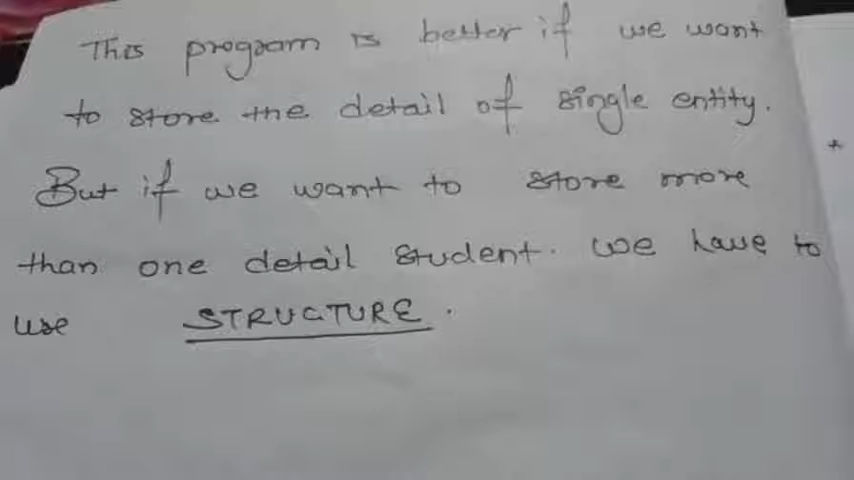 This program is better if we want
to store the detail of single entity.
But if we want to store more
than one detail student. we have to
use STRUCTURE.